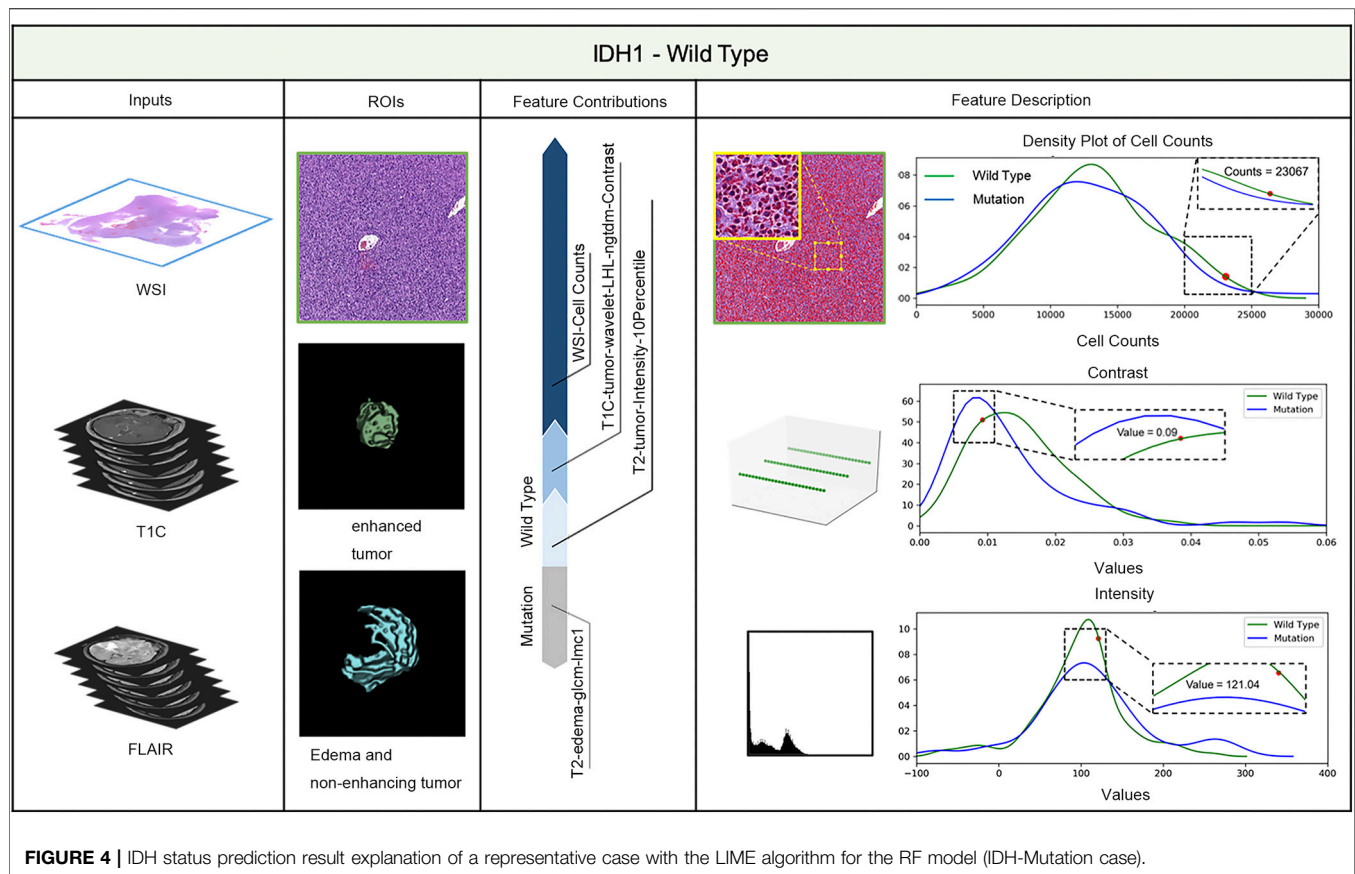 IDH1 - Wild Type
Inputs
ROIs
Feature Contributions
Feature Description
WSI
T1C
FLAIR
enhanced
tumor
Edema and
non-enhancing tumor
Wild Type
Mutation
WSI-Cell Counts
T1C-tumor-wavelet-LHL-ngtdm-Contrast
T2-tumor-Intensity-10Percentile
T2-edema-glcm-Imc1
Density Plot of Cell Counts
Wild Type
Mutation
Counts = 23067
08
06
04
02
00
0 5000 10000 15000 20000 25000 30000
Cell Counts
Contrast
Wild Type
Mutation
Value = 0.09
60
50
40
30
20
10
0
0.00 0.01 0.02 0.03 0.04 0.05 0.06
Values
Intensity
Wild Type
Mutation
Value = 121.04
10
08
06
04
02
00
-100 0 100 200 300 400
Values
FIGURE 4 | IDH status prediction result explanation of a representative case with the LIME algorithm for the RF model (IDH-Mutation case).